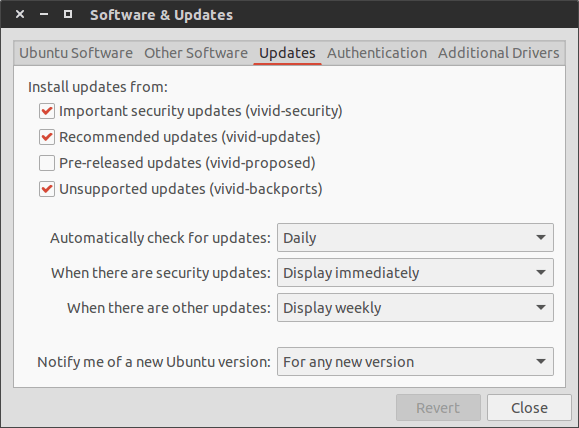 Software & Updates
Ubuntu Software Other Software Updates Authentication Additional Drivers
Install updates from:
Important security updates (vivid-security)
Recommended updates (vivid-updates)
Pre-released updates (vivid-proposed)
Unsupported updates (vivid-backports)
Automatically check for updates: Daily
When there are security updates: Display immediately
When there are other updates: Display weekly
Notify me of a new Ubuntu version: For any new version
Revert Close